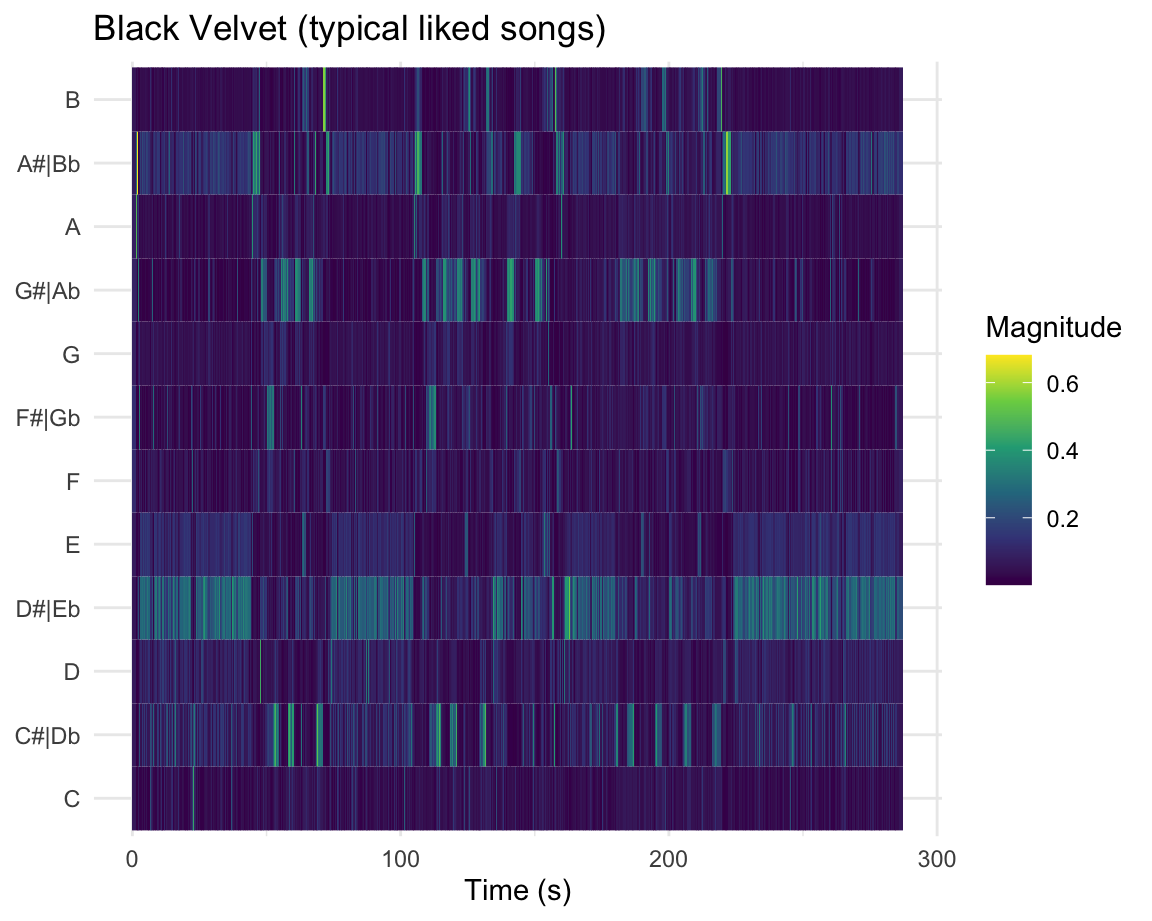 Black Velvet (typical liked songs)
B
A#|Bb
A
G#|Ab
G
F#|Gb
F
E
D#|Eb
D
C#|Db
C
0 100 200 300
Time (s)
Magnitude
0.6
0.4
0.2